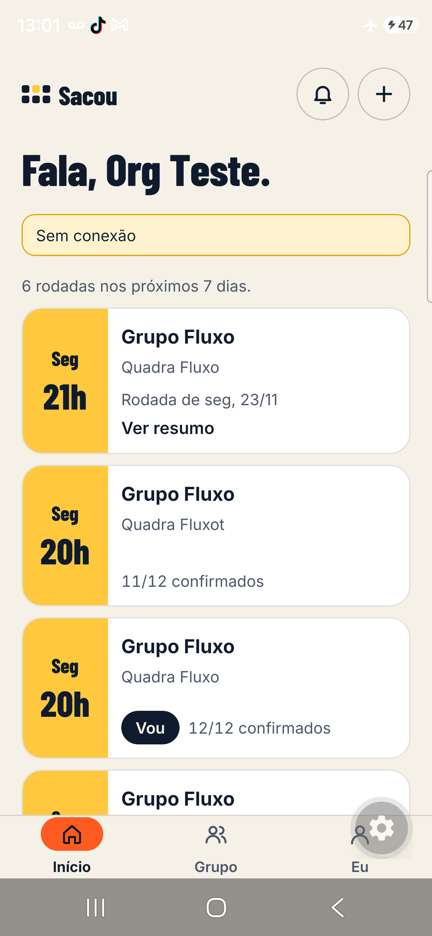 13:01
47
Sacou
Fala, Org Teste.
Sem conexão
6 rodadas nos próximos 7 dias.
Seg
21h
Grupo Fluxo
Quadra Fluxo
Rodada de seg, 23/11
Ver resumo
Seg
20h
Grupo Fluxo
Quadra Fluxot
11/12 confirmados
Seg
20h
Grupo Fluxo
Quadra Fluxo
Vou
12/12 confirmados
Grupo Fluxo
Início
Grupo
Eu